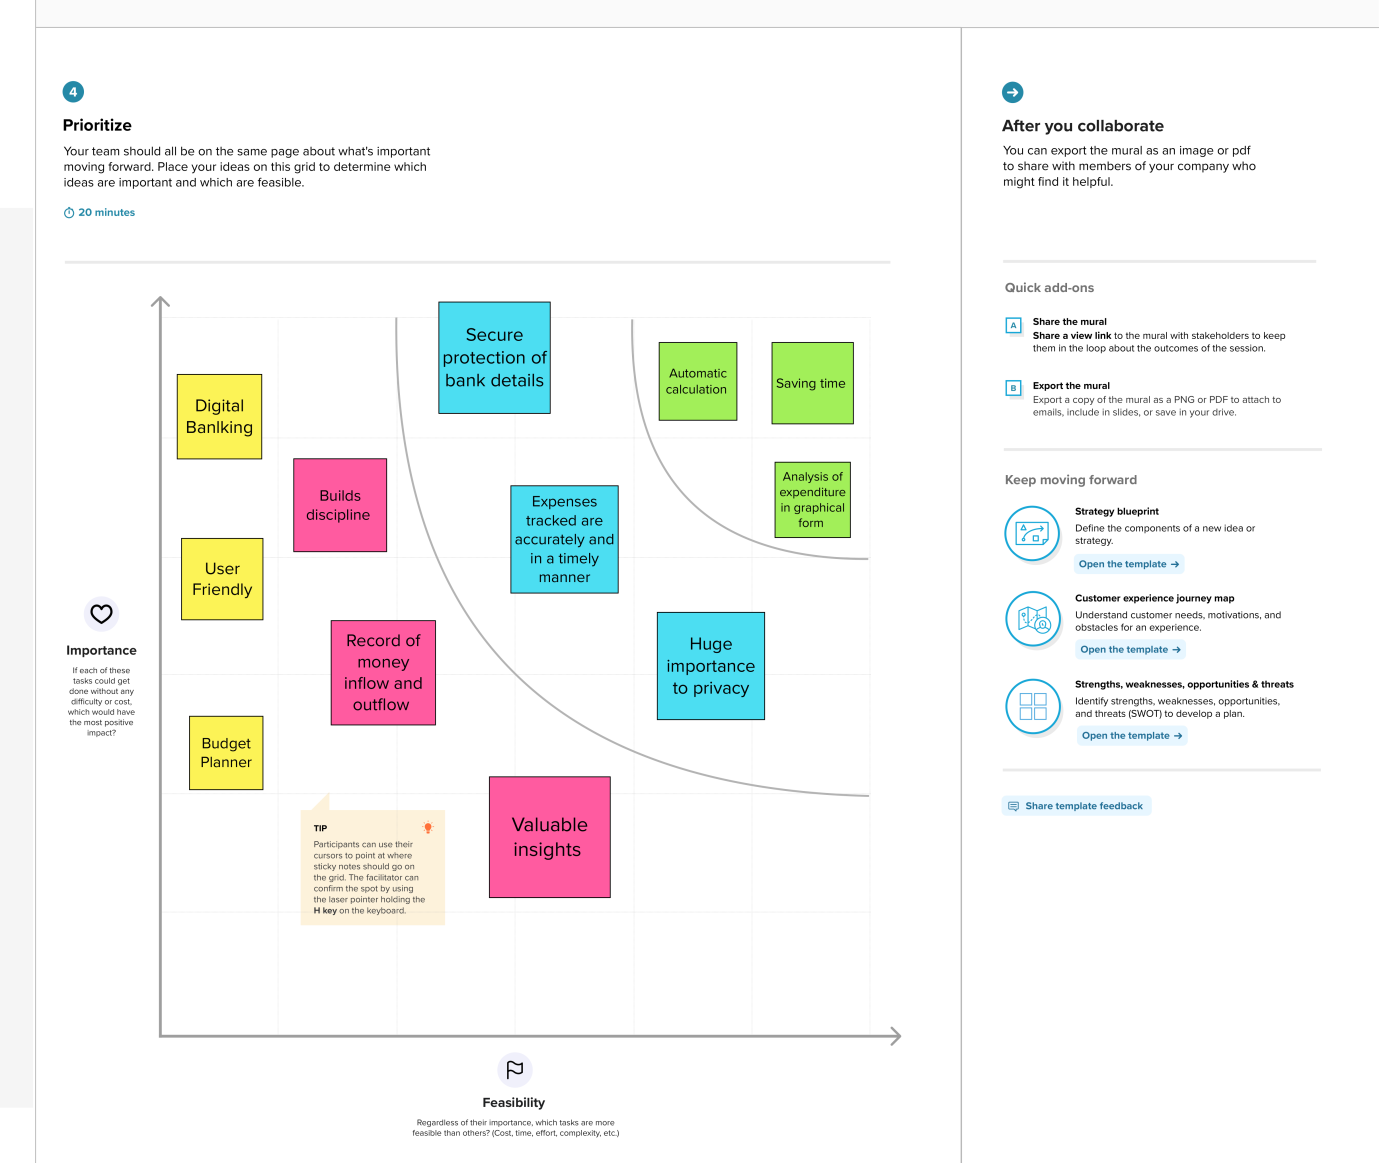 4
Prioritize
Your team should all be on the same page about what's important
moving forward. Place your ideas on this grid to determine which
ideas are important and which are feasible.
20 minutes
Secure
protection of
bank details
Automatic
calculation
Saving time
Digital
Banlking
Builds
discipline
Analysis of
expenditure
in graphical
form
Expenses
tracked are
accurately and
in a timely
manner
User
Friendly
Record of
money
inflow and
outflow
Huge
importance
to privacy
Budget
Planner
Valuable
insights
TIP
Participants can use their
cursors to point at where
sticky notes should go on
the grid. The facilitator can
confirm the spot by using
the laser pointer holding the
H key on the keyboard.
Importance
If each of these
tasks could get
done without any
difficulty or cost,
which would have
the most positive
impact?
Feasibility
Regardless of their importance, which tasks are more
feasible than others? (Cost, time, effort, complexity, etc.)
After you collaborate
You can export the mural as an image or pdf
to share with members of your company who
might find it helpful.
Quick add-ons
A
Share the mural
Share a view link to the mural with stakeholders to keep
them in the loop about the outcomes of the session.
B
Export the mural
Export a copy of the mural as a PNG or PDF to attach to
emails, include in slides, or save in your drive.
Keep moving forward
Strategy blueprint
Define the components of a new idea or
strategy.
Open the template →
Customer experience journey map
Understand customer needs, motivations, and
obstacles for an experience.
Open the template →
Strengths, weaknesses, opportunities & threats
Identify strengths, weaknesses, opportunities,
and threats (SWOT) to develop a plan.
Open the template →
Share template feedback